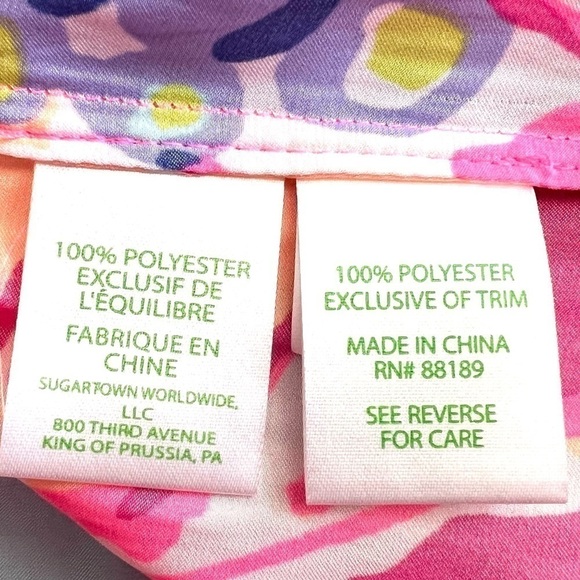 100% POLYESTER
EXCLUSIF DE
L'ÉQUILIBRE
FABRIQUE EN
CHINE
SUGARTOWN WORLDWIDE,
LLC
800 THIRD AVENUE
KING OF PRUSSIA, PA
100% POLYESTER
EXCLUSIVE OF TRIM
MADE IN CHINA
RN# 88189
SEE REVERSE
FOR CARE